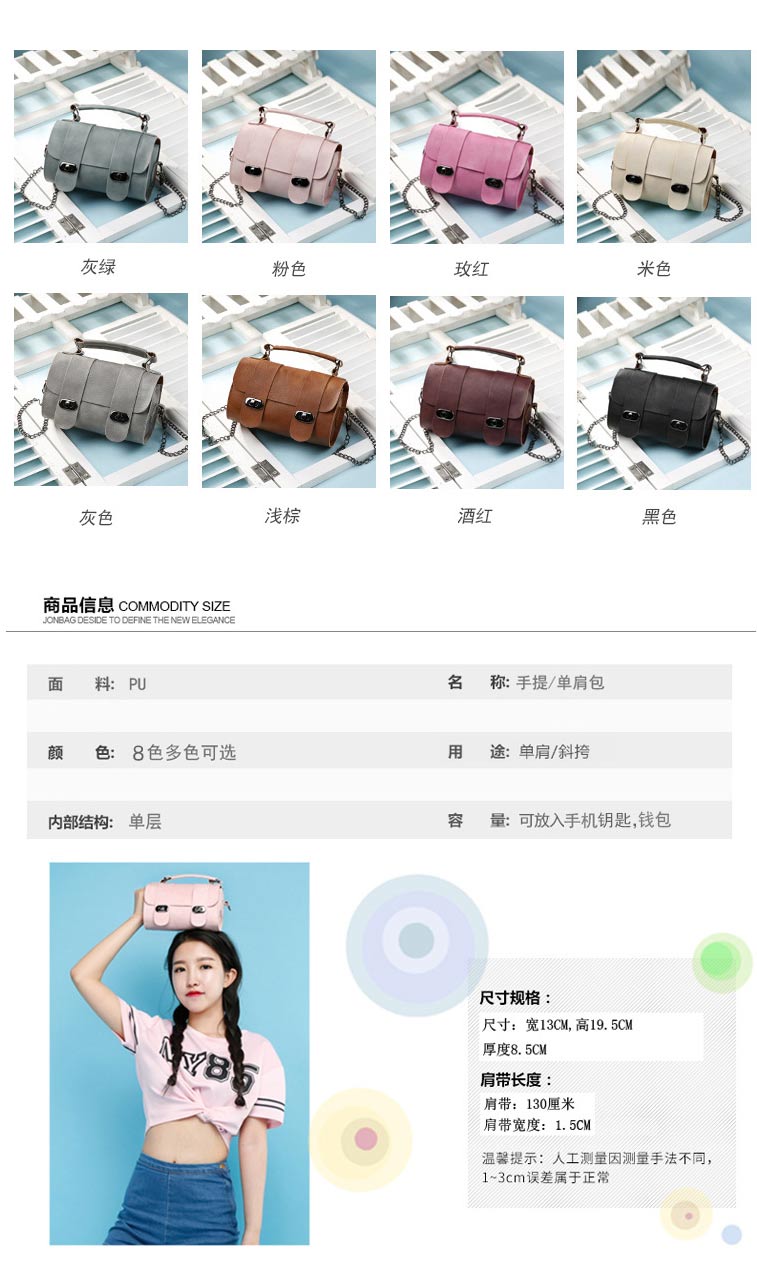 灰绿
粉色
玫红
米色
灰色
浅棕
酒红
黑色
商品信息 COMMODITY SIZE
JONBAG DESIDE TO DEFINE THE NEW ELEGANCE
面 料: PU
名 称: 手提/单肩包
颜 色: 8色多色可选
用 途: 单肩/斜挎
内部结构: 单层
容 量: 可放入手机钥匙,钱包
MY85
尺寸规格：
尺寸: 宽13CM,高19.5CM
厚度8.5CM
肩带长度：
肩带: 130厘米
肩带宽度: 1.5CM
温馨提示：人工测量因测量手法不同，
1~3cm误差属于正常